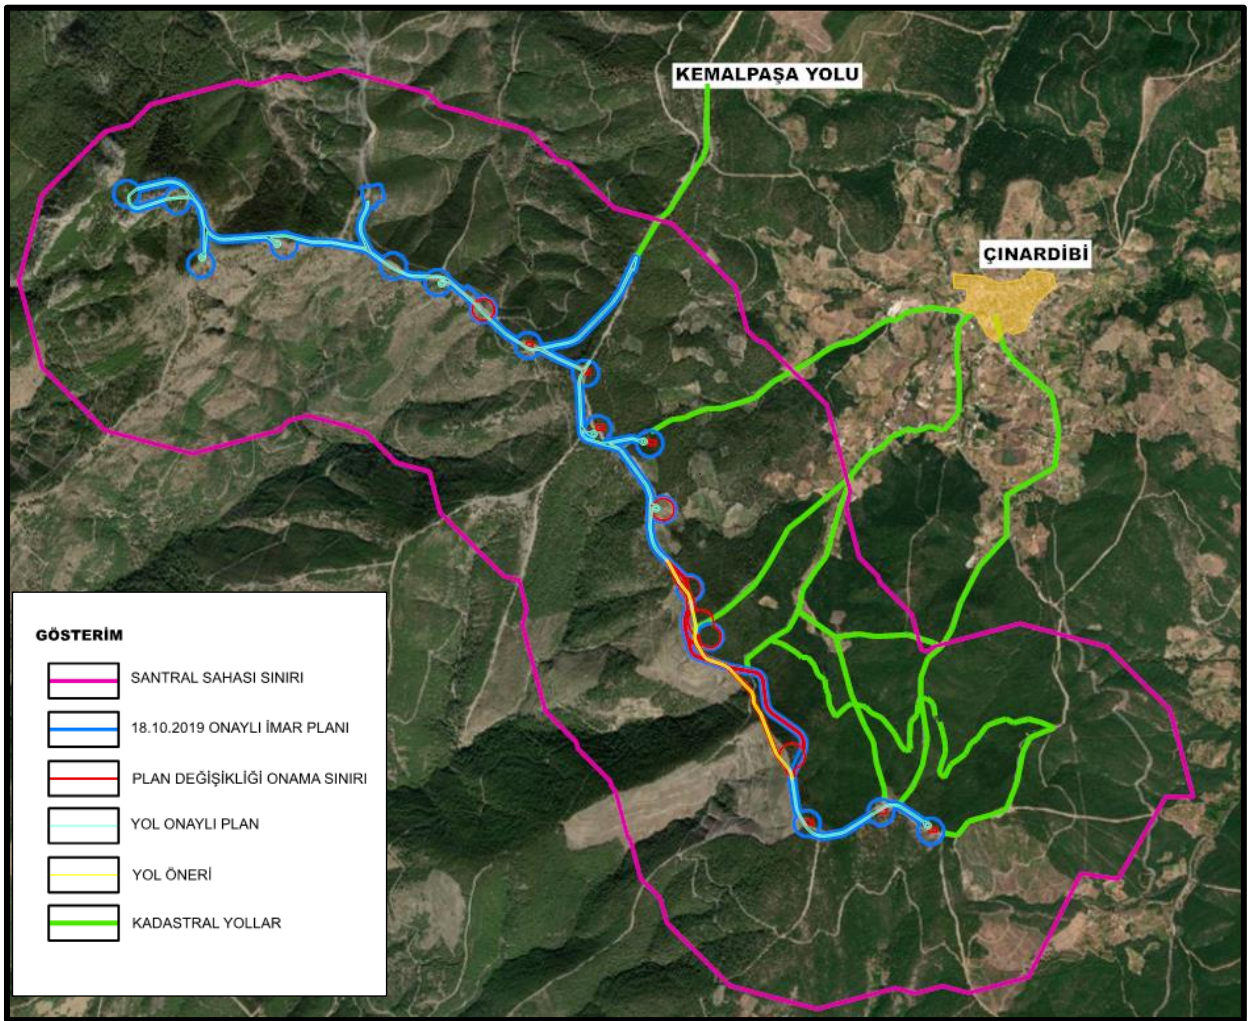 KEMALPAŞA YOLU
ÇINARDİBİ
GÖSTERİM
SANTRAL SAHASI SINIRI
18.10.2019 ONAYLI İMAR PLANI
PLAN DEĞİŞİKLİĞİ ONAMA SINIRI
YOL ONAYLI PLAN
YOL ÖNERİ
KADASTRAL YOLLAR